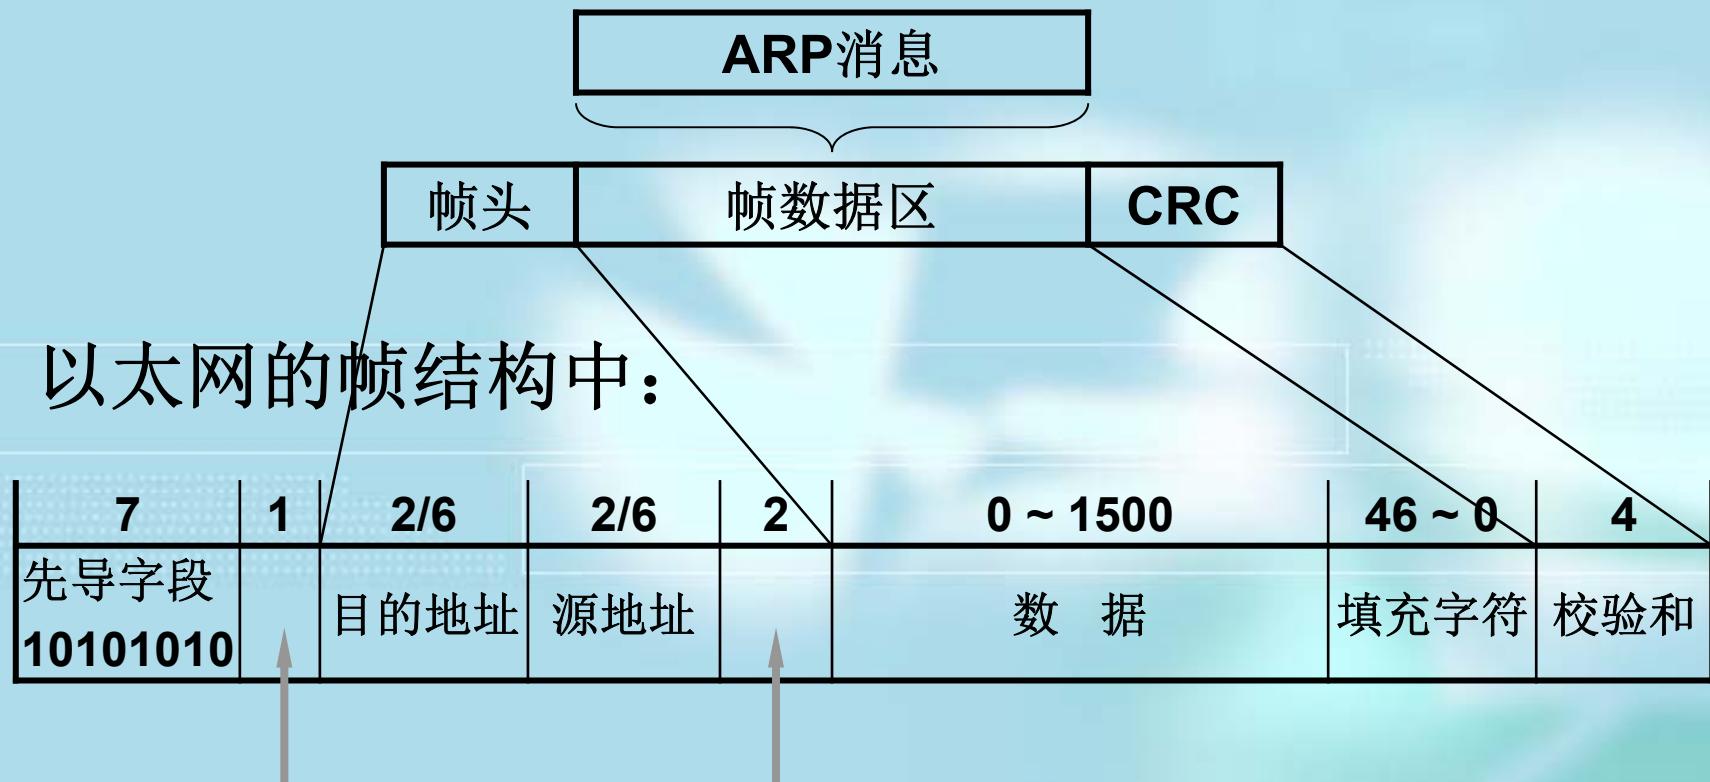 ARP消息
帧头 帧数据区 CRC
以太网的帧结构中：
7 1 2/6 2/6 2 0 ~ 1500 46 ~ 0 4
先导字段
10101010
目的地址 源地址 数 据 填充字符 校验和